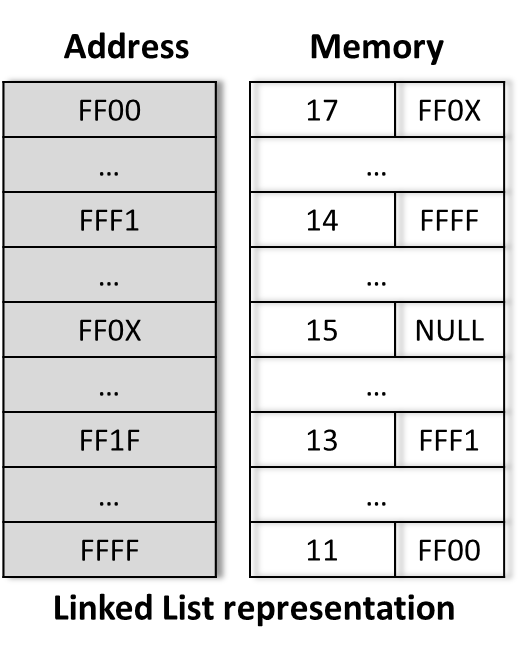 Address Memory
FF00 17 FF0X
... ...
FFF1 14 FFFF
... ...
FF0X 15 NULL
... ...
FF1F 13 FFF1
... ...
FFFF 11 FF00
Linked List representation